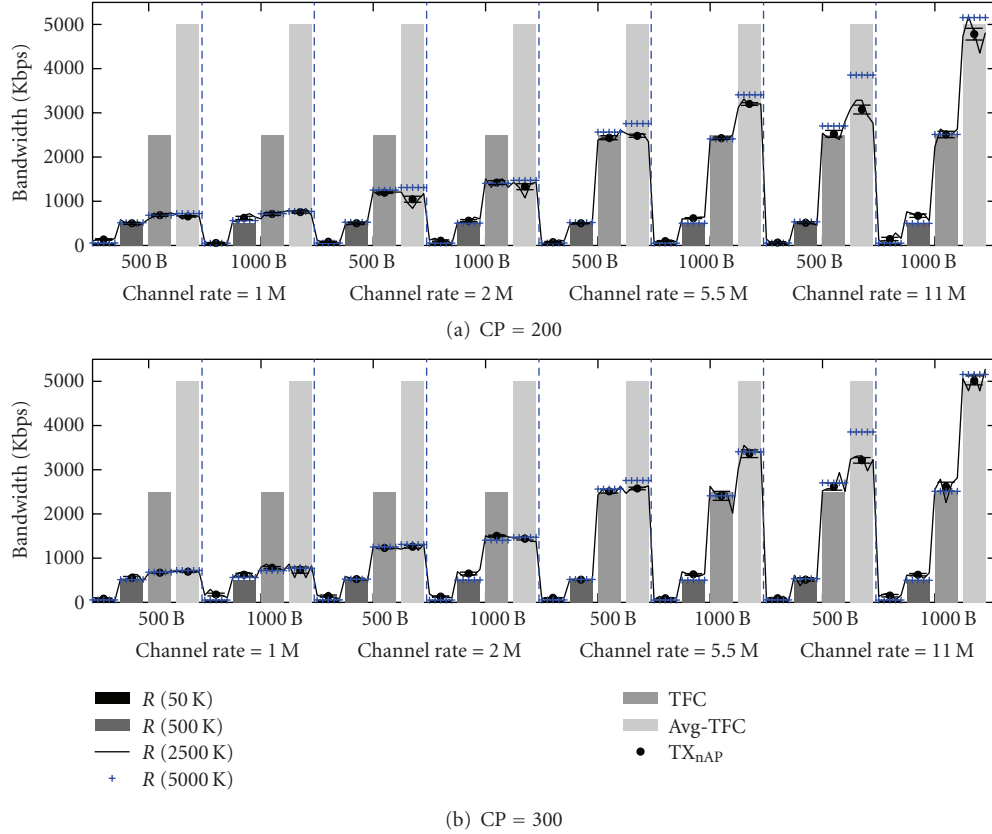 5000
4000
3000
2000
1000
0
Bandwidth (Kbps)
500 B 1000 B 500 B 1000 B 500 B 1000 B 500 B 1000 B
Channel rate = 1 M Channel rate = 2 M Channel rate = 5.5 M Channel rate = 11 M
(a) CP = 200
5000
4000
3000
2000
1000
0
Bandwidth (Kbps)
500 B 1000 B 500 B 1000 B 500 B 1000 B 500 B 1000 B
Channel rate = 1 M Channel rate = 2 M Channel rate = 5.5 M Channel rate = 11 M
R (50 K)
R (500 K)
R (2500 K)
R (5000 K)
TFC
Avg-TFC
TXnAP
(b) CP = 300